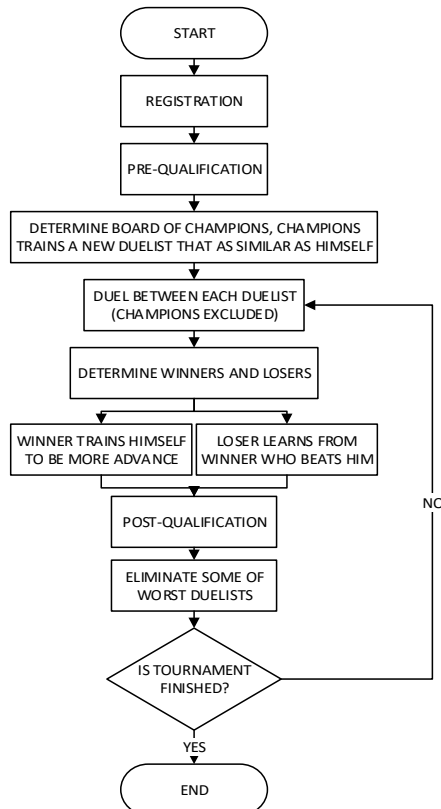 START
REGISTRATION
PRE-QUALIFICATION
DETERMINE BOARD OF CHAMPIONS, CHAMPIONS
TRAINS A NEW DUELIST THAT AS SIMILAR AS HIMSELF
DUEL BETWEEN EACH DUELIST
(CHAMPIONS EXCLUDED)
DETERMINE WINNERS AND LOSERS
WINNER TRAINS HIMSELF
TO BE MORE ADVANCE
LOSER LEARNS FROM
WINNER WHO BEATS HIM
POST-QUALIFICATION
ELIMINATE SOME OF
WORST DUELISTS
IS TOURNAMENT
FINISHED?
NO
YES
END